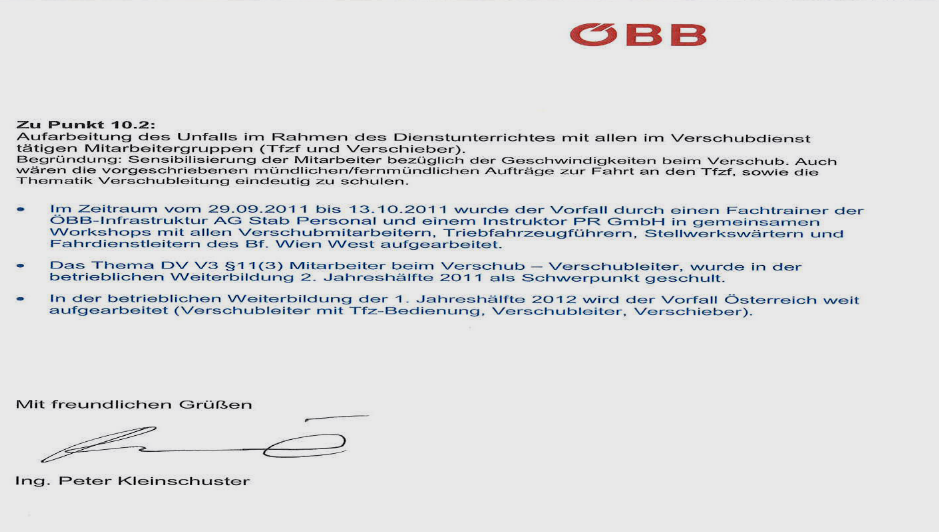 ÖBB
Zu Punkt 10.2:
Aufarbeitung des Unfalls im Rahmen des Dienstunterrichtes mit allen im Verschubdienst
tätigen Mitarbeitergruppen (Tfzf und Verschieber).
Begründung: Sensibilisierung der Mitarbeiter bezüglich der Geschwindigkeiten beim Verschub. Auch
wären die vorgeschriebenen mündlichen/fernmündlichen Aufträge zur Fahrt an den Tfzf, sowie die
Thematik Verschubleitung eindeutig zu schulen.
• Im Zeitraum vom 29.09.2011 bis 13.10.2011 wurde der Vorfall durch einen Fachtrainer der
ÖBB-Infrastruktur AG Stab Personal und einem Instruktor PR GmbH in gemeinsamen
Workshops mit allen Verschubmitarbeitern, Triebfahrzeugführern, Stellwerkswärtern und
Fahrdienstleitern des Bf. Wien West aufgearbeitet.
• Das Thema DV V3 §11(3) Mitarbeiter beim Verschub – Verschubleiter, wurde in der
betrieblichen Weiterbildung 2. Jahreshälfte 2011 als Schwerpunkt geschult.
• In der betrieblichen Weiterbildung der 1. Jahreshälfte 2012 wird der Vorfall Österreich weit
aufgearbeitet (Verschubleiter mit Tfz-Bedienung, Verschubleiter, Verschieber).
Mit freundlichen Grüßen
Ing. Peter Kleinschuster